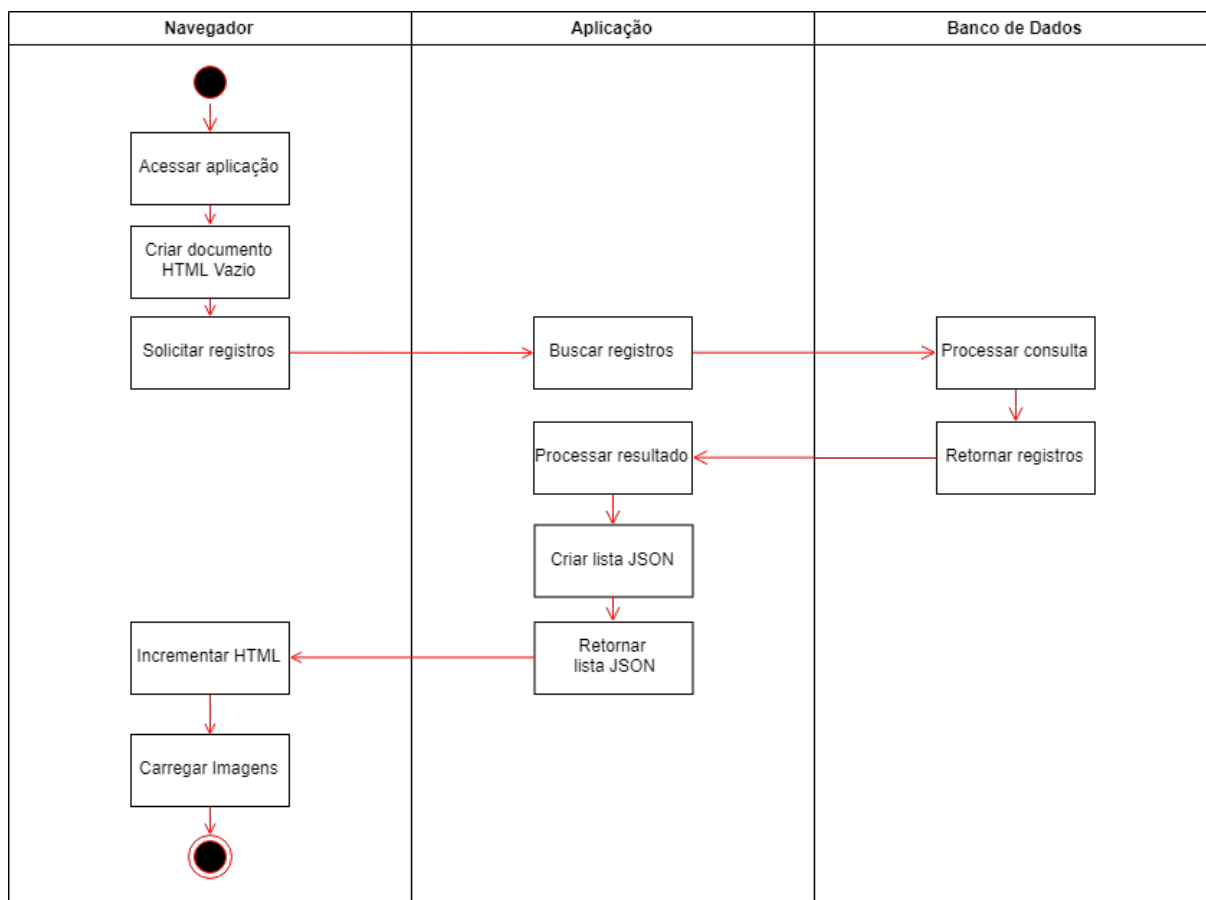 Navegador
Aplicação
Banco de Dados
Acessar aplicação
Criar documento
HTML Vazio
Solicitar registros
Buscar registros
Processar consulta
Processar resultado
Retornar registros
Criar lista JSON
Incrementar HTML
Retornar
lista JSON
Carregar Imagens